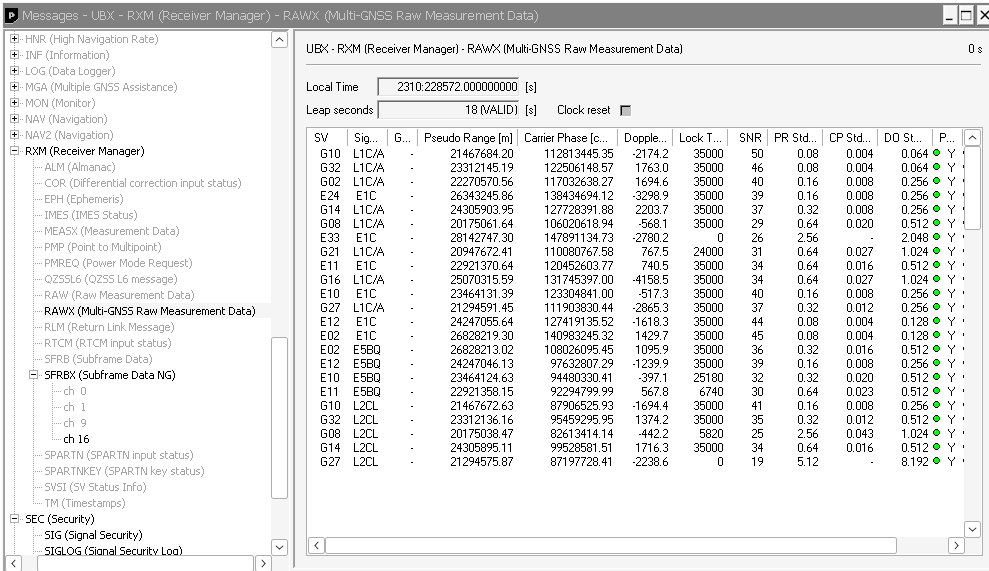 Messages - UBX - RXM (Receiver Manager) - RAWX (Multi-GNSS Raw Measurement Data)
HNR (High Navigation Rate)
INF (Information)
LOG (Data Logger)
MGA (Multiple GNSS Assistance)
MON (Monitor)
NAV (Navigation)
NAV2 (Navigation)
RXM (Receiver Manager)
ALM (Almanac)
COR (Differential correction input status)
EPH (Ephemeris)
IMES (IMES Status)
MEASX (Measurement Data)
PMP (Point to Multipoint)
PMREQ (Power Mode Request)
QZSSL6 (QZSS L6 message)
RAW (Raw Measurement Data)
RAWX (Multi-GNSS Raw Measurement Data)
RLM (Return Link Message)
RTCM (RTCM input status)
SFRB (Subframe Data)
SFRBX (Subframe Data NG)
ch 0
ch 1
ch 9
ch 16
SPARTN (SPARTN input status)
SPARTNKEY (SPARTN key status)
SVSI (SV Status Info)
TM (Timestamps)
SEC (Security)
SIG (Signal Security)
SIGLOG (Signal Security Log)
UBX - RXM (Receiver Manager) - RAWX (Multi-GNSS Raw Measurement Data) 0 s
Local Time 2310:228572.000000000 [s]
Leap seconds 18 (VALID) [s] Clock reset
SV Sig... G... Pseudo Range [m] Carrier Phase [c... Dopple... Lock T... SNR PR Std... CP Std... DO St... P...
G10 L1C/A - 21467684.20 112813445.35 -2174.2 35000 50 0.08 0.004 0.064 Y
G32 L1C/A - 23312145.19 122506148.57 1763.0 35000 46 0.08 0.004 0.064 Y
G02 L1C/A - 22270570.56 117032638.27 1694.6 35000 40 0.16 0.008 0.256 Y
E24 E1C - 26343245.86 138434694.12 -3298.9 35000 39 0.16 0.008 0.256 Y
G14 L1C/A - 24305903.95 127728391.88 2203.7 35000 37 0.32 0.008 0.256 Y
G08 L1C/A - 20175061.64 106020618.94 -568.1 35000 29 0.64 0.020 0.512 Y
E33 E1C - 28142747.30 147891134.73 -2780.2 0 26 2.56 - 2.048 Y
G21 L1C/A - 20947672.41 110080767.58 767.5 24000 31 0.64 0.027 1.024 Y
E11 E1C - 22921370.64 120452603.77 740.5 35000 34 0.64 0.016 0.512 Y
G16 L1C/A - 25070315.59 131745397.00 -4158.5 35000 34 0.64 0.027 1.024 Y
E10 E1C - 23464131.39 123304841.00 -517.3 35000 40 0.16 0.008 0.256 Y
G27 L1C/A - 21294591.45 111903830.44 -2865.3 35000 37 0.32 0.012 0.512 Y
E12 E1C - 24247055.64 127419135.52 -1618.3 35000 44 0.08 0.004 0.128 Y
E02 E1C - 26828219.30 140983245.32 1429.7 35000 45 0.08 0.004 0.128 Y
E02 E5BQ - 26828213.02 108026095.45 1095.9 35000 36 0.32 0.016 0.512 Y
E12 E5BQ - 24247046.13 97632807.29 -1239.9 35000 39 0.16 0.008 0.256 Y
E10 E5BQ - 23464124.63 94480330.41 -397.1 25180 32 0.32 0.020 0.512 Y
E11 E5BQ - 22921358.15 92294799.99 567.8 6740 30 0.64 0.023 0.512 Y
G10 L2CL - 21467672.63 87906525.93 -1694.4 35000 41 0.16 0.008 0.256 Y
G32 L2CL - 23312136.16 95459295.95 1374.2 35000 35 0.32 0.012 0.512 Y
G08 L2CL - 20175038.47 82613414.14 -442.2 5820 25 2.56 0.043 1.024 Y
G14 L2CL - 24305895.11 99528581.51 1716.3 35000 34 0.64 0.016 0.512 Y
G27 L2CL - 21294575.87 87197728.41 -2238.6 0 19 5.12 - 8.192 Y